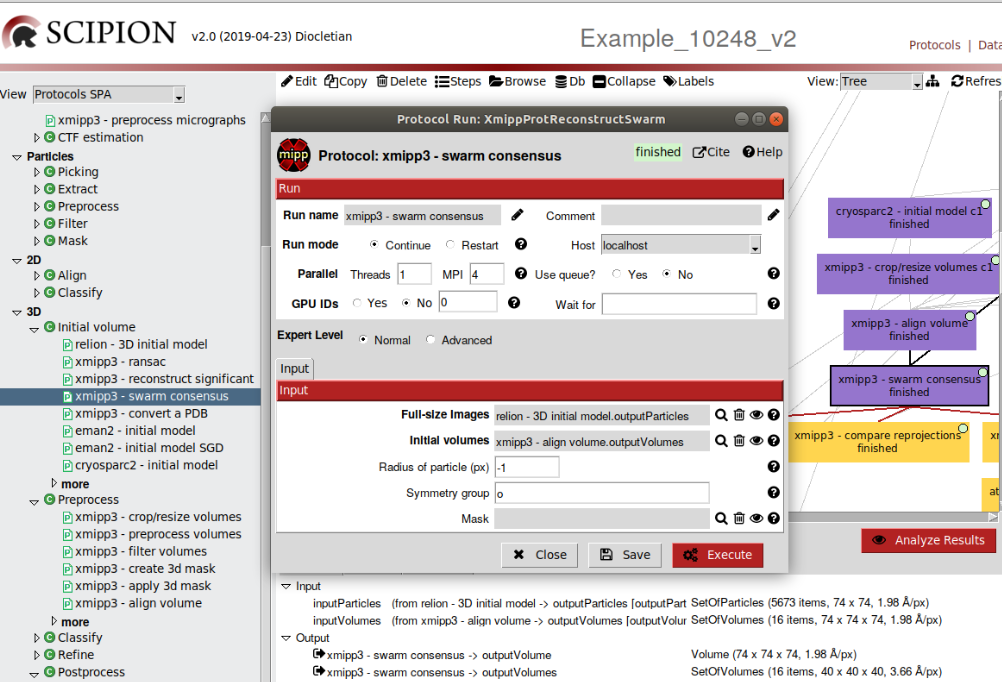 SCIPION v2.0 (2019-04-23) Diocletian
Example_10248_v2
Protocols | Data
View Protocols SPA
Edit Copy Delete Steps Browse Db Collapse Labels
View: Tree Refres
xmipp3 - preprocess micrographs
CTF estimation
Particles
Picking
Extract
Preprocess
Filter
Mask
2D
Align
Classify
3D
Initial volume
relion - 3D initial model
xmipp3 - ransac
xmipp3 - reconstruct significant
xmipp3 - swarm consensus
xmipp3 - convert a PDB
eman2 - initial model
eman2 - initial model SGD
cryosparc2 - initial model
more
Preprocess
xmipp3 - crop/resize volumes
xmipp3 - preprocess volumes
xmipp3 - filter volumes
xmipp3 - create 3d mask
xmipp3 - apply 3d mask
xmipp3 - align volume
more
Classify
Refine
Postprocess
Protocol Run: XmippProtReconstructSwarm
mipp Protocol: xmipp3 - swarm consensus finished Cite Help
Run
Run name xmipp3 - swarm consensus Comment
Run mode Continue Restart Host localhost
Parallel Threads 1 MPI 4 Use queue? Yes No
GPU IDs Yes No 0 Wait for
Expert Level Normal Advanced
Input
Input
Full-size Images relion - 3D initial model.outputParticles
Initial volumes xmipp3 - align volume.outputVolumes
Radius of particle (px) -1
Symmetry group o
Mask
Close Save Execute
cryosparc2 - initial model c1
finished
xmipp3 - crop/resize volumes c1
finished
xmipp3 - align volume
finished
xmipp3 - swarm consensus
finished
xmipp3 - compare reprojections
finished
xr
at
Analyze Results
Input
inputParticles (from relion - 3D initial model -> outputParticles [outputPart SetOfParticles (5673 items, 74 x 74, 1.98 Å/px)
inputVolumes (from xmipp3 - align volume -> outputVolumes [outputVolur SetOfVolumes (16 items, 74 x 74 x 74, 1.98 Å/px)
Output
xmipp3 - swarm consensus -> outputVolume Volume (74 x 74 x 74, 1.98 Å/px)
xmipp3 - swarm consensus -> outputVolumes SetOfVolumes (16 items, 40 x 40 x 40, 3.66 Å/px)